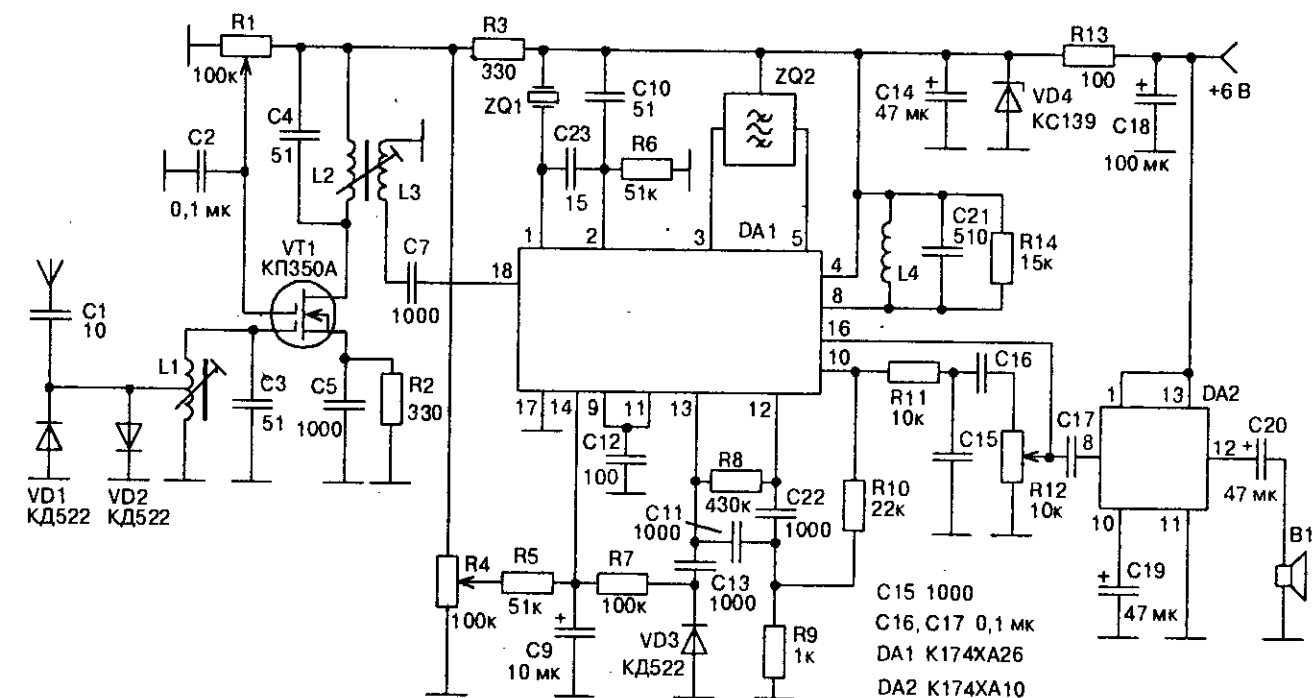 R1
100к
R3
330
ZQ1
C10
51
ZQ2
C14
47 мк
+
VD4
КС139
R13
100
+
C18
100 мк
+6 В
C4
51
C2
0,1 мк
L2
L3
C23
15
R6
51к
VT1
КП350А
C7
1000
1
2
3
5
DA1
18
4
8
16
10
L4
C21
510
R14
15к
C1
10
L1
C3
51
C5
1000
R2
330
VD1
КД522
VD2
КД522
17
14
9
11
13
12
C12
100
R8
430к
C11
1000
C22
1000
R10
22к
R11
10к
C16
C15
R12
10к
C17
1
13
DA2
8
12
10
11
+
C20
47 мк
B1
+
C19
47 мк
R4
100к
R5
51к
R7
100к
C13
1000
+
C9
10 мк
VD3
КД522
R9
1к
C15 1000
C16, C17 0,1 мк
DA1 К174ХА26
DA2 К174ХА10